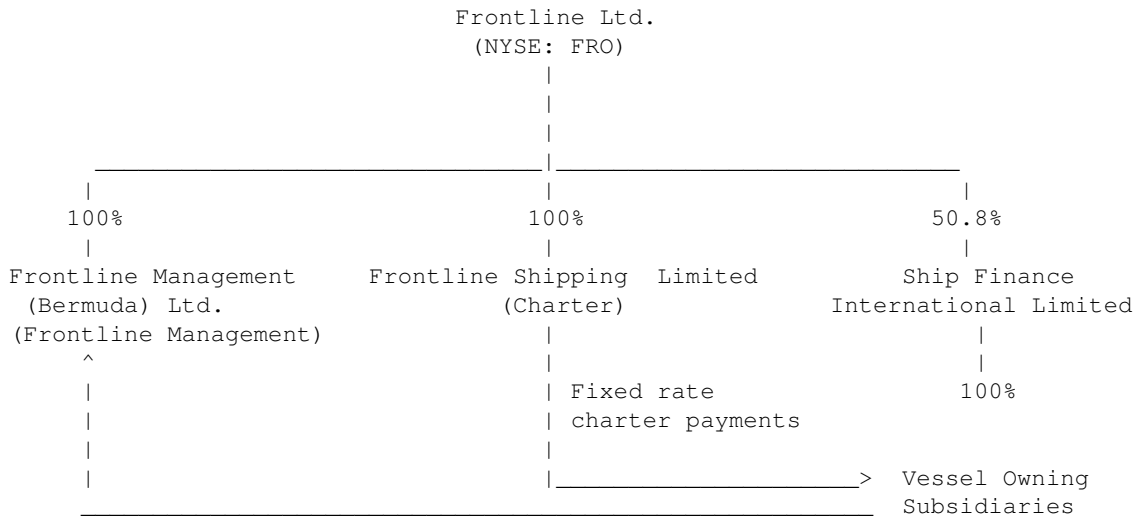 Frontline Ltd.
(NYSE: FRO)
100% 100% 50.8%
Frontline Management Frontline Shipping Limited Ship Finance
(Bermuda) Ltd. (Charter) International Limited
(Frontline Management)
Fixed rate 100%
charter payments
Vessel Owning
Subsidiaries